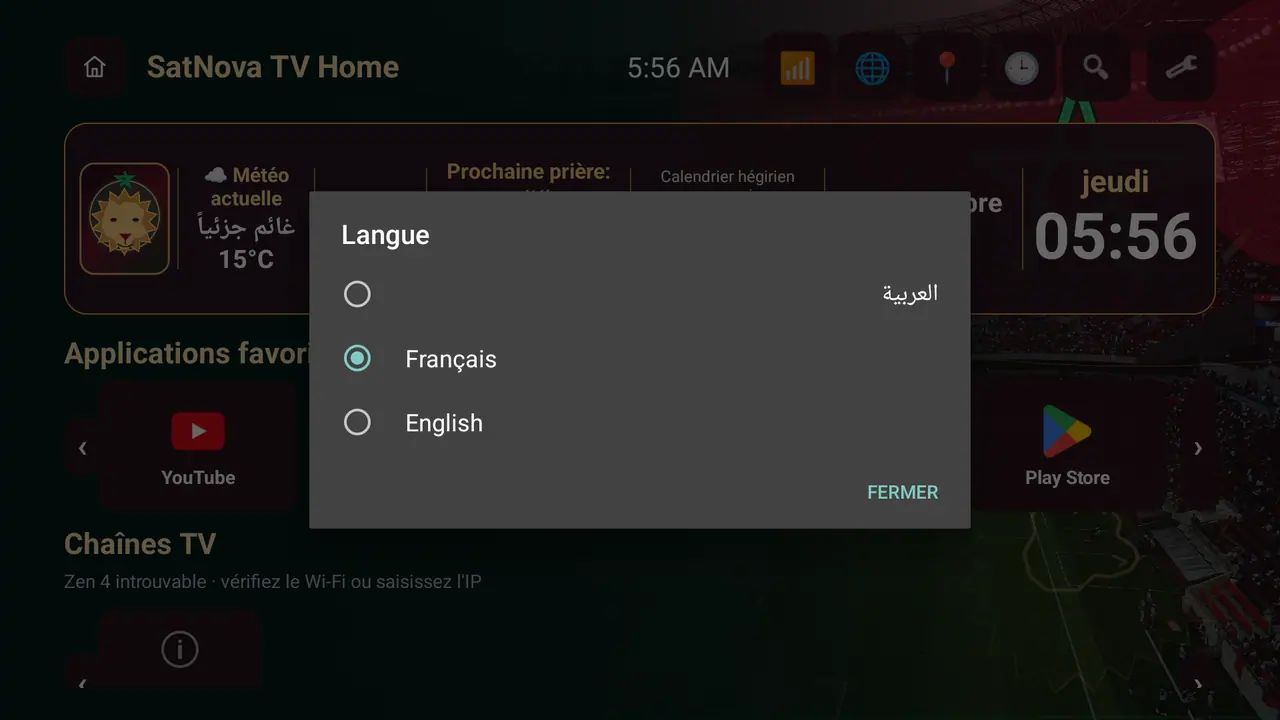 SatNova TV Home
5:56 AM
Météo
actuelle
غائم جزئياً
15°C
Prochaine prière:
Calendrier hégirien
jeudi
05:56
Langue
العربية
Français
English
FERMER
Applications
YouTube
Play Store
Chaînes TV
Zen 4 introuvable · vérifiez le Wi-Fi ou saisissez l'IP